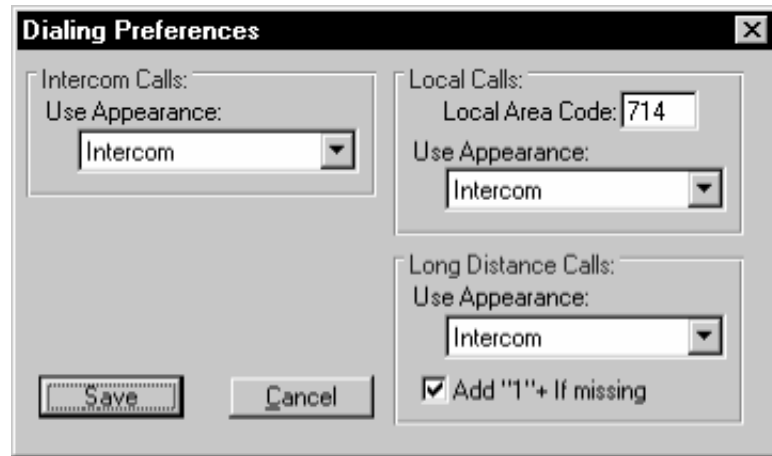 Dialing Preferences
Intercom Calls:
Use Appearance:
Intercom
Local Calls:
Local Area Code: 714
Use Appearance:
Intercom
Long Distance Calls:
Use Appearance:
Intercom
Add "1"+ If missing
Save
Cancel